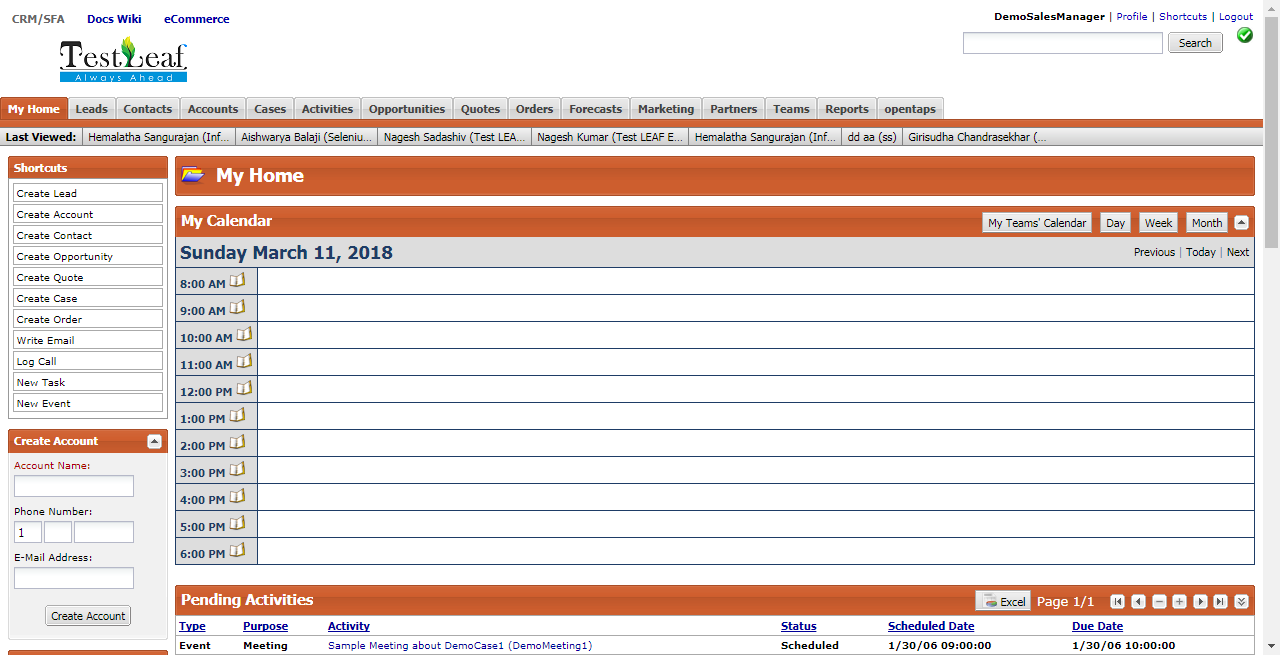 CRM/SFA Docs Wiki eCommerce
DemoSalesManager | Profile | Shortcuts | Logout
TestLeaf
Always Ahead
Search
My Home Leads Contacts Accounts Cases Activities Opportunities Quotes Orders Forecasts Marketing Partners Teams Reports opentaps
Last Viewed: Hemalatha Sangurajan (Inf... Aishwarya Balaji (Seleniu... Nagesh Sadashiv (Test LEA... Nagesh Kumar (Test LEAF E... Hemalatha Sangurajan (Inf... dd aa (ss) Girisudha Chandrasekhar (...
Shortcuts
Create Lead
Create Account
Create Contact
Create Opportunity
Create Quote
Create Case
Create Order
Write Email
Log Call
New Task
New Event
Create Account
Account Name:
Phone Number:
1
E-Mail Address:
Create Account
My Home
My Calendar My Teams' Calendar Day Week Month
Sunday March 11, 2018 Previous | Today | Next
8:00 AM
9:00 AM
10:00 AM
11:00 AM
12:00 PM
1:00 PM
2:00 PM
3:00 PM
4:00 PM
5:00 PM
6:00 PM
Pending Activities Excel Page 1/1
Type Purpose Activity Status Scheduled Date Due Date
Event Meeting Sample Meeting about DemoCase1 (DemoMeeting1) Scheduled 1/30/06 09:00:00 1/30/06 10:00:00